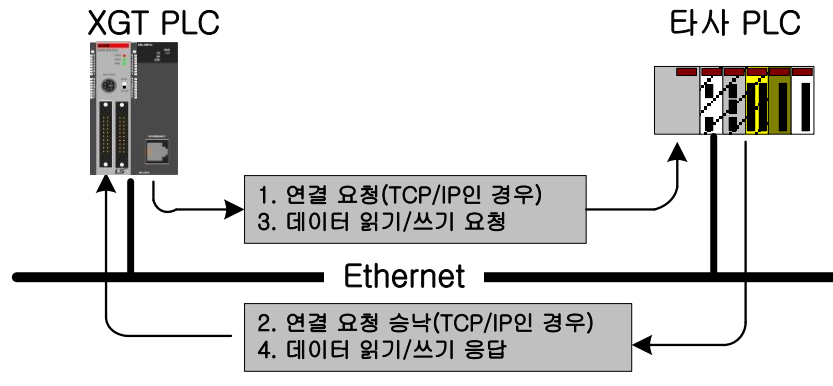 XGT PLC
타사 PLC
LS
1. 연결 요청(TCP/IP인 경우)
3. 데이터 읽기/쓰기 요청
Ethernet
2. 연결 요청 승낙(TCP/IP인 경우)
4. 데이터 읽기/쓰기 응답